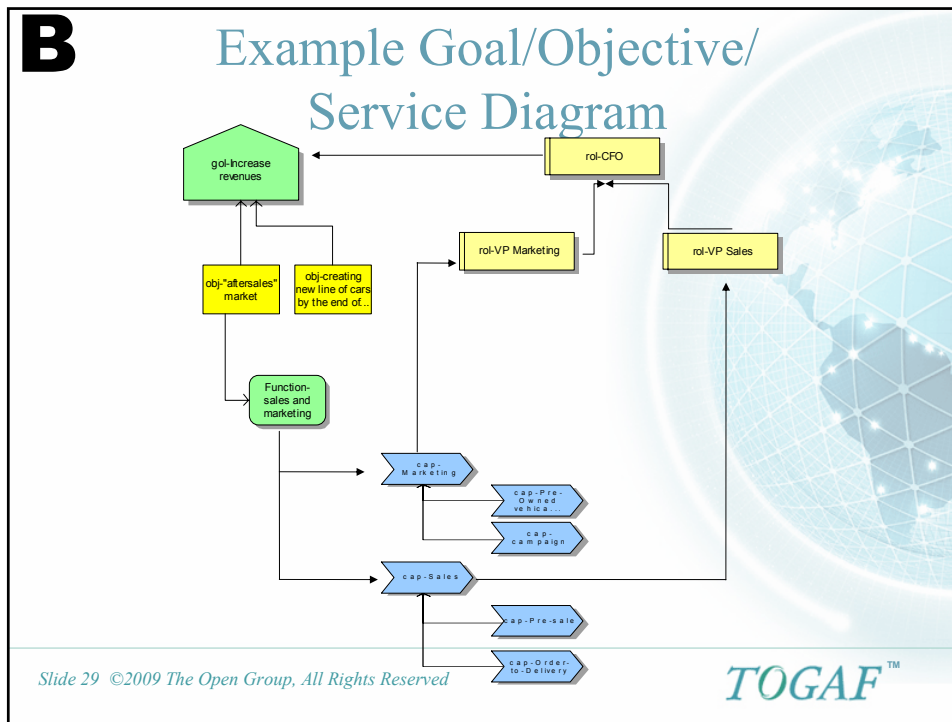 B
Example Goal/Objective/
Service Diagram
gol-Increase
revenues
rol-CFO
rol-VP Marketing
rol-VP Sales
obj-"aftersales"
market
obj-creating
new line of cars
by the end of...
Function-
sales and
marketing
cap-
Marketing
cap-Pre-
Owned
vehica...
cap-
campaign
cap-Sales
cap-Pre-sale
cap-Order-
to-Delivery
Slide 29 ©2009 The Open Group, All Rights Reserved
TOGAF™